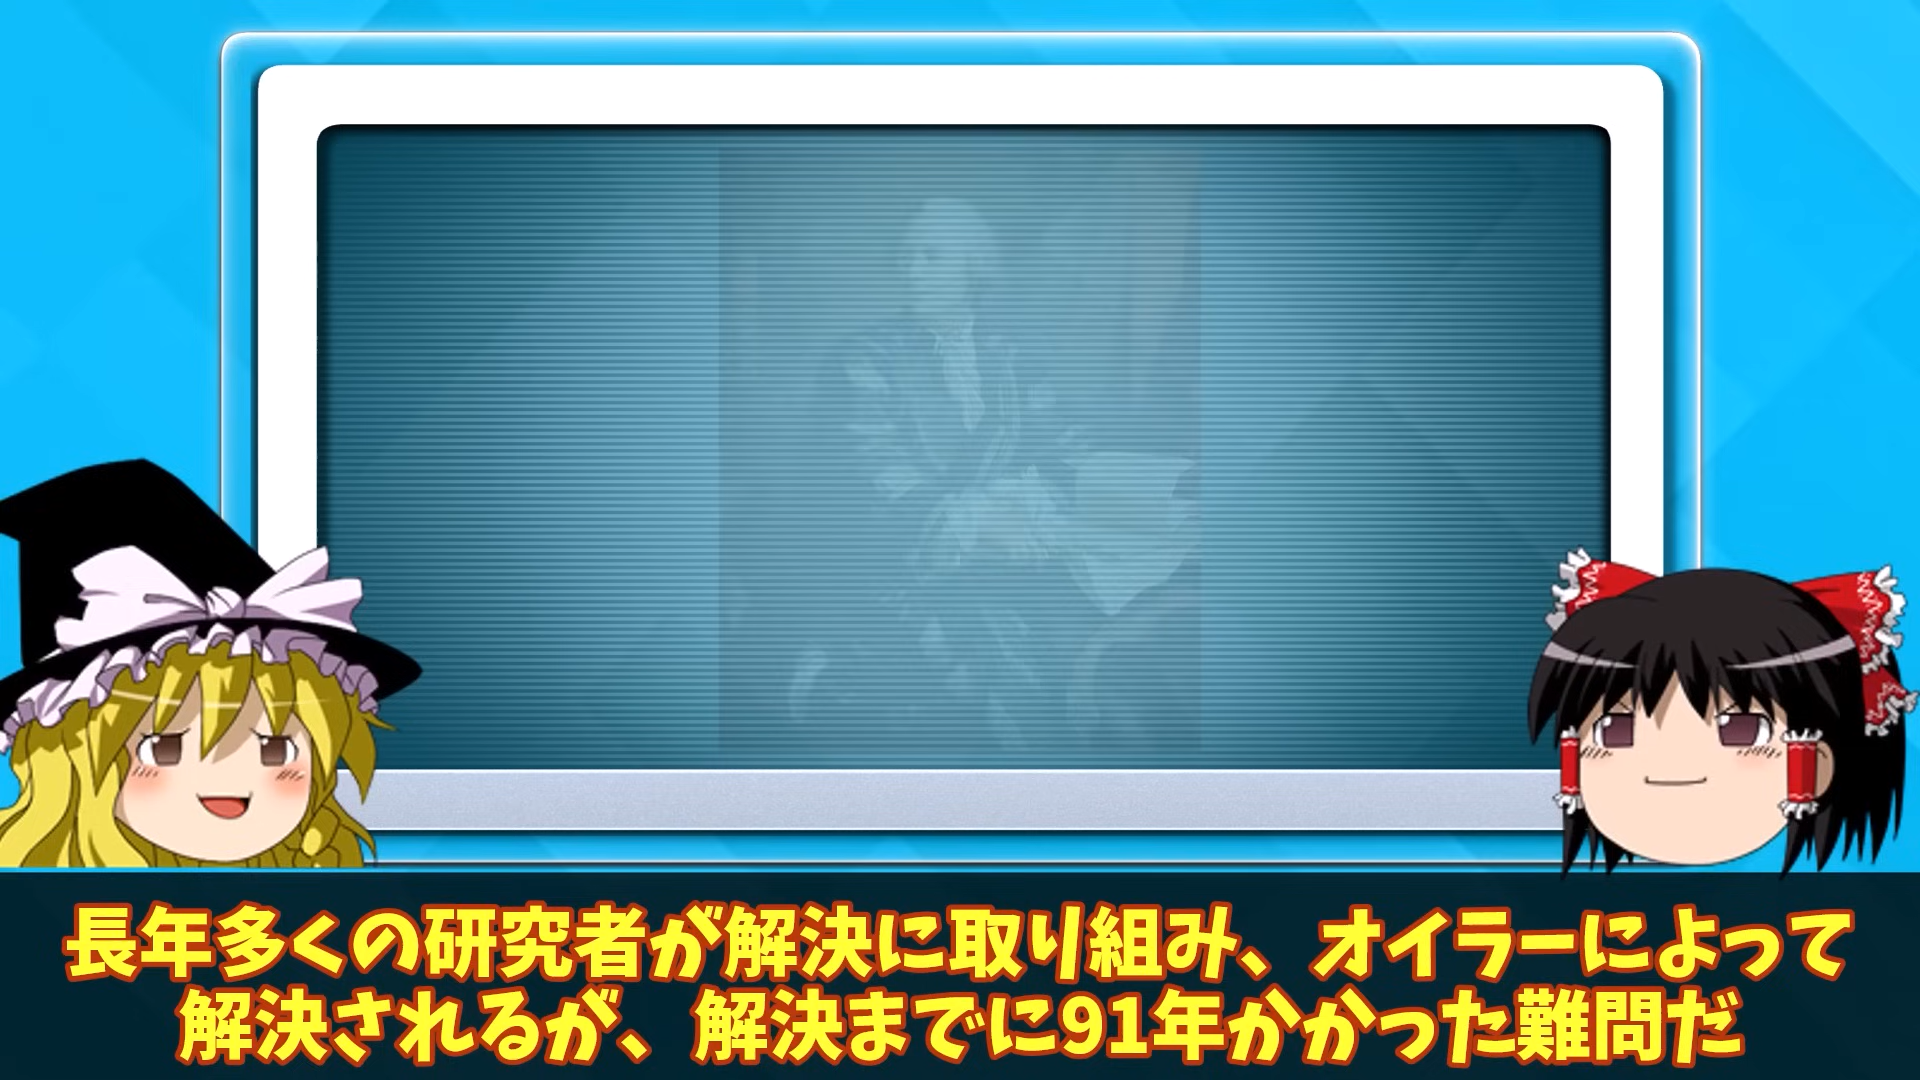 長年多くの研究者が解決に取り組み、オイラーによって
解決されるが、解決までに91年かかった難問だ